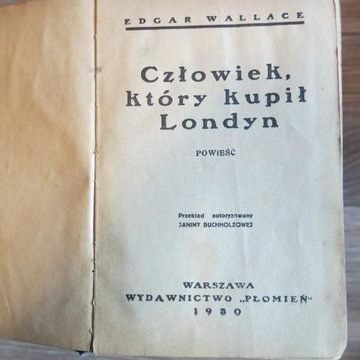 EDGAR WALLACE
Człowiek,
który kupił
Londyn
POWIEŚĆ
Przekład autoryzowany
JANINY BUCHHOLZOWEJ
WARSZAWA
WYDAWNICTWO „PŁOMIEŃ"
1930